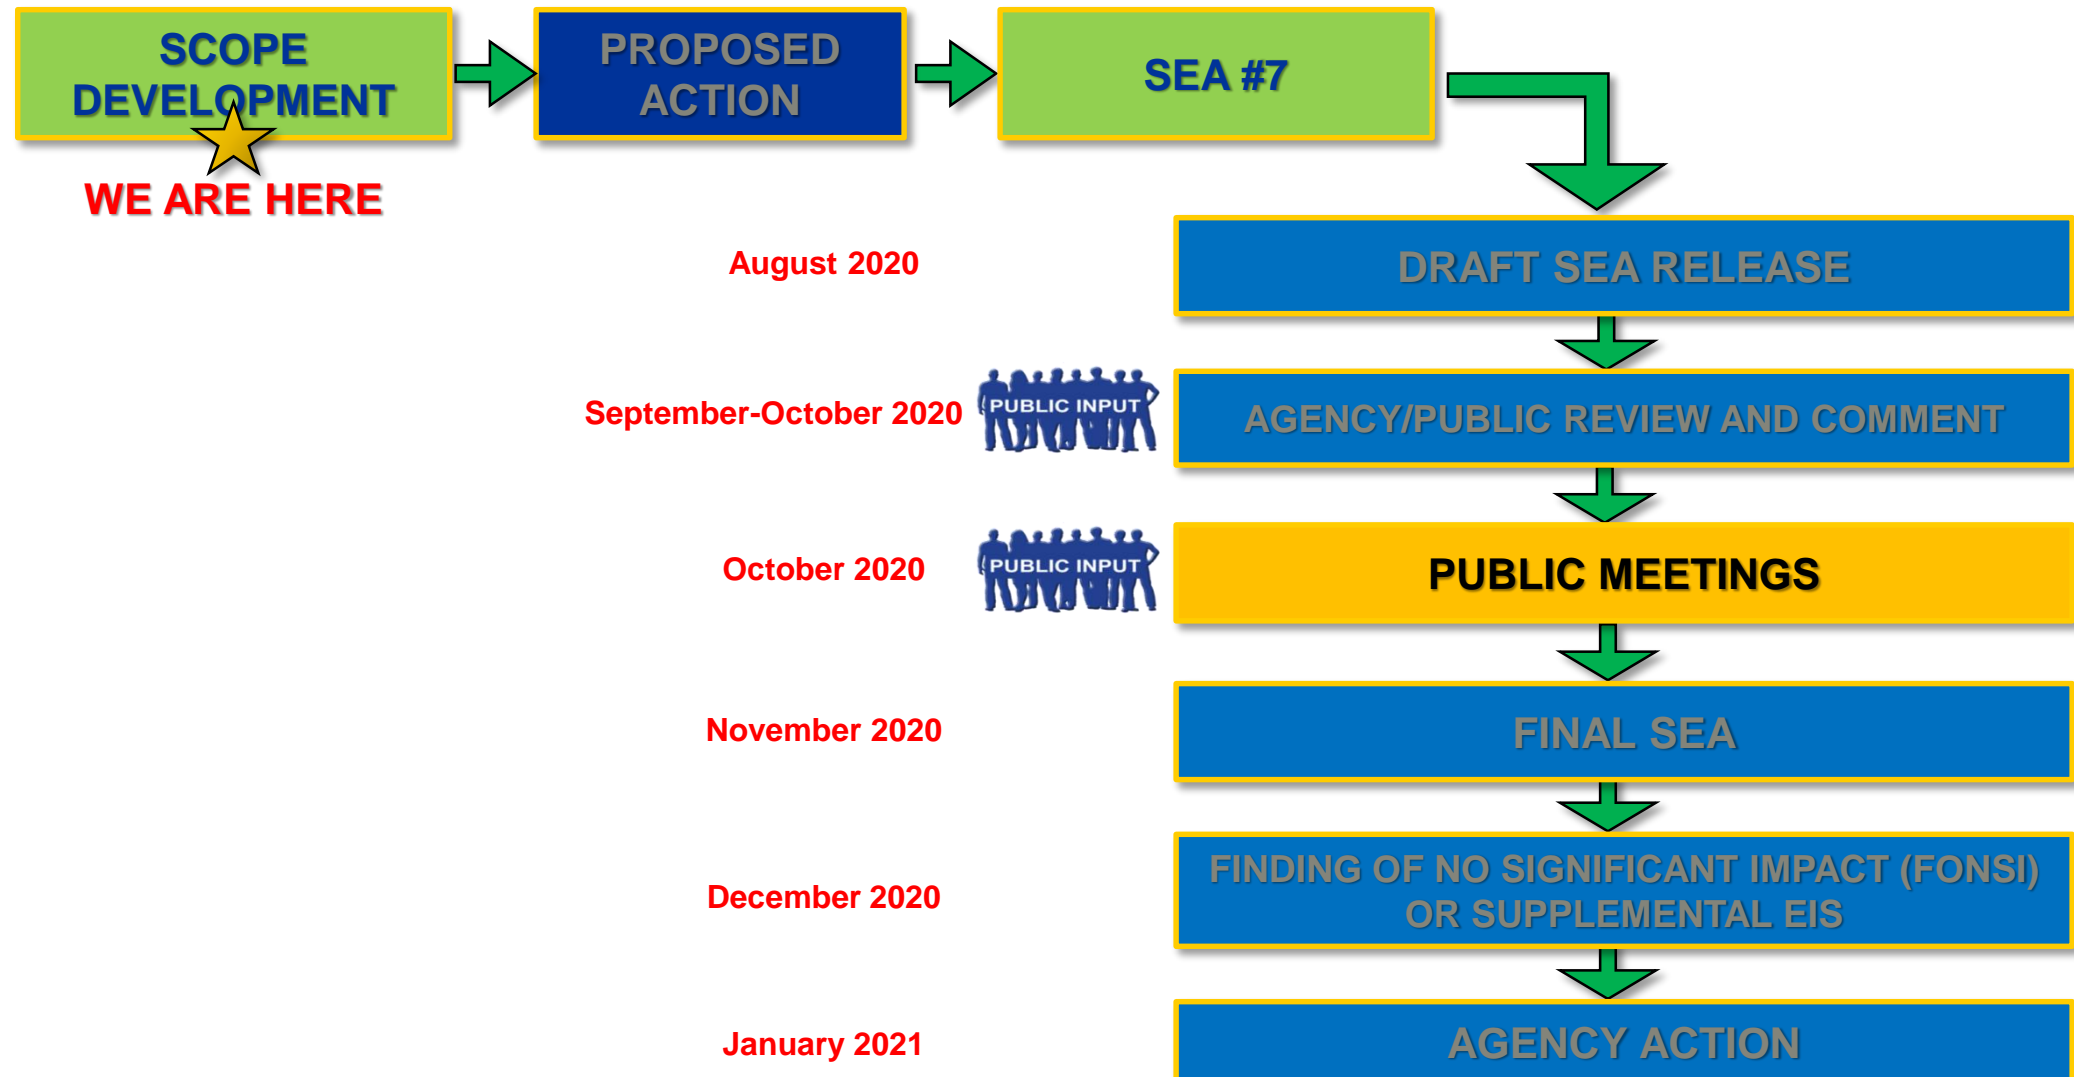 SCOPE
DEVELOPMENT
PROPOSED
ACTION
SEA #7
WE ARE HERE
August 2020
DRAFT SEA RELEASE
September-October 2020
PUBLIC INPUT
AGENCY/PUBLIC REVIEW AND COMMENT
October 2020
PUBLIC INPUT
PUBLIC MEETINGS
November 2020
FINAL SEA
December 2020
FINDING OF NO SIGNIFICANT IMPACT (FONSI)
OR SUPPLEMENTAL EIS
January 2021
AGENCY ACTION